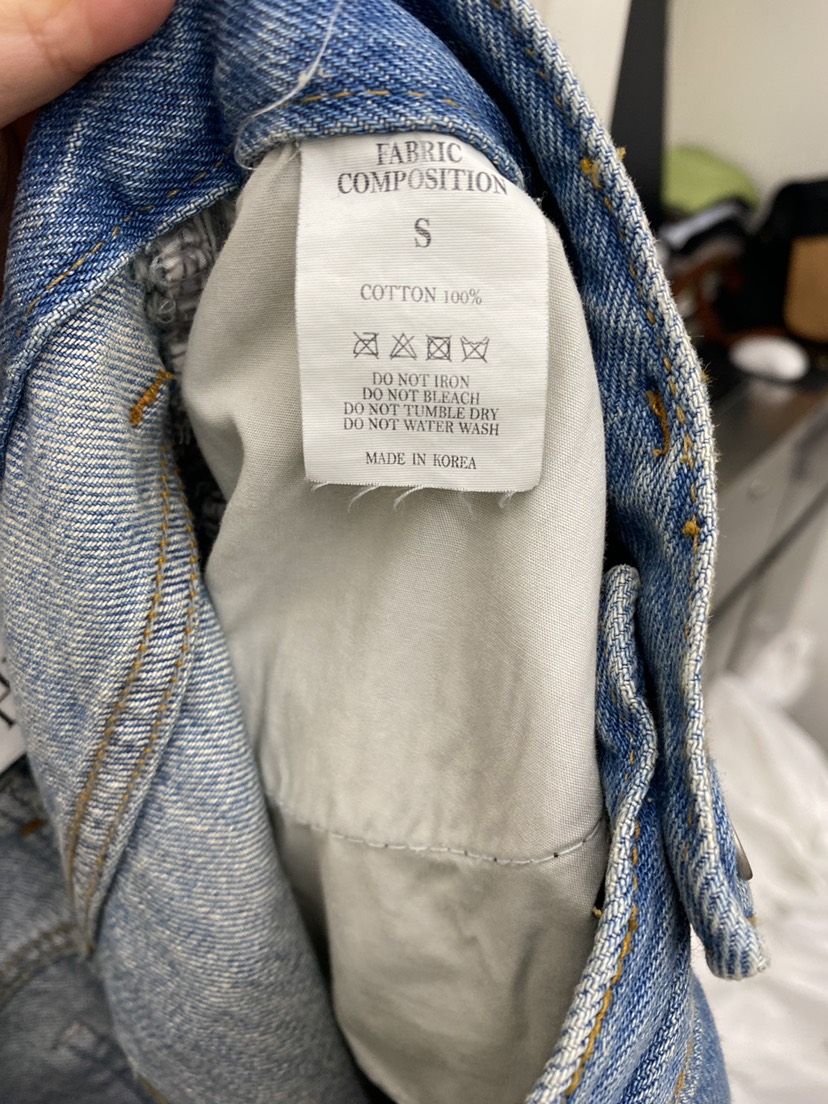 FABRIC
COMPOSITION
S
COTTON 100%
DO NOT IRON
DO NOT BLEACH
DO NOT TUMBLE DRY
DO NOT WATER WASH
MADE IN KOREA